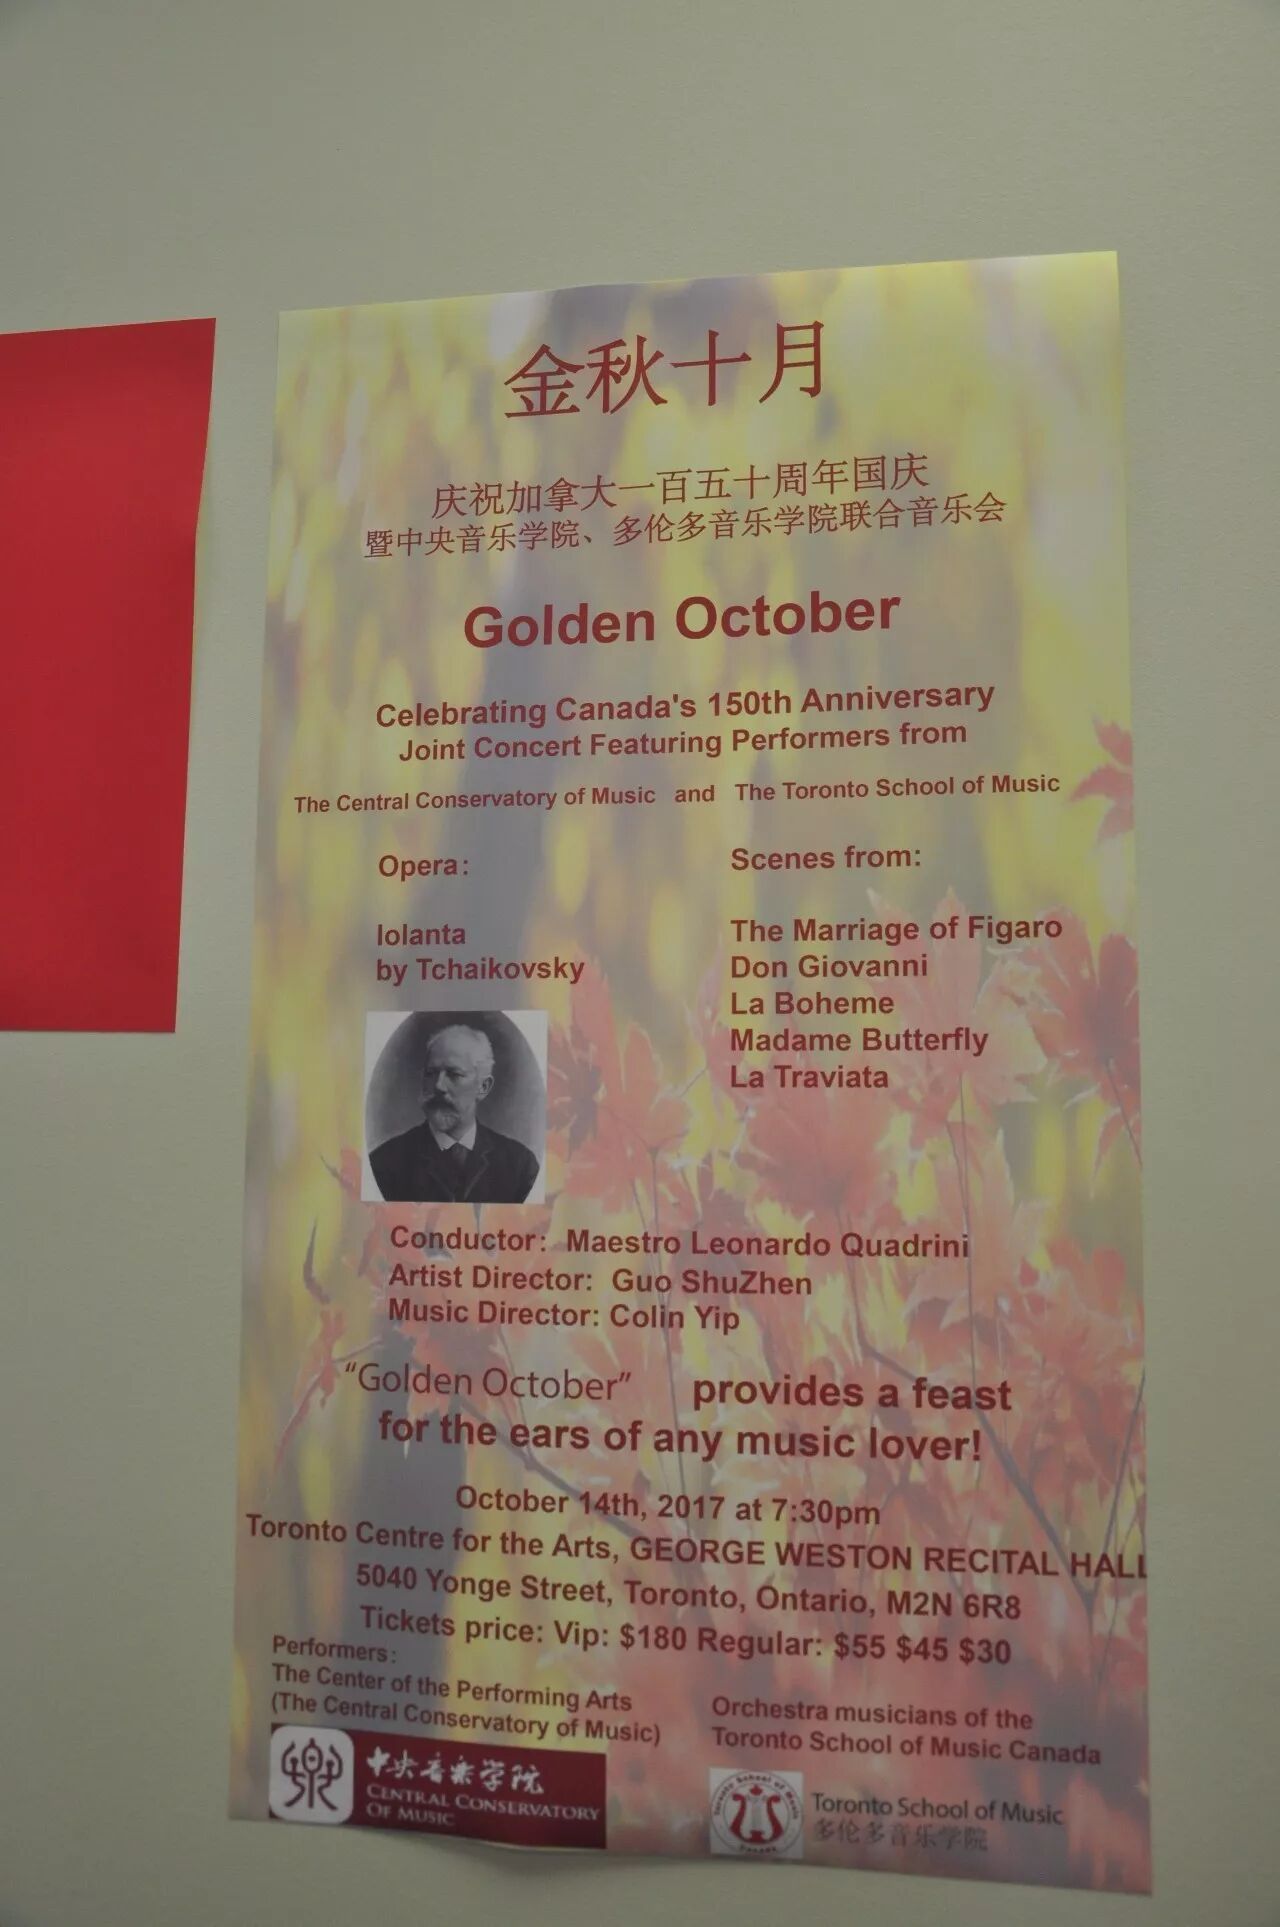 金秋十月
庆祝加拿大一百五十周年国庆
暨中央音乐学院、多伦多音乐学院联合音乐会
Golden October
Celebrating Canada's 150th Anniversary
Joint Concert Featuring Performers from
The Central Conservatory of Music and The Toronto School of Music
Opera:
Iolanta
by Tchaikovsky
Scenes from:
The Marriage of Figaro
Don Giovanni
La Boheme
Madame Butterfly
La Traviata
Conductor: Maestro Leonardo Quadrini
Artist Director: Guo ShuZhen
Music Director: Colin Yip
“Golden October” provides a feast
for the ears of any music lover!
October 14th, 2017 at 7:30pm
Toronto Centre for the Arts, GEORGE WESTON RECITAL HALL
5040 Yonge Street, Toronto, Ontario, M2N 6R8
Tickets price: Vip: $180 Regular: $55 $45 $30
Performers:
The Center of the Performing Arts
(The Central Conservatory of Music)
中央音乐学院
CENTRAL CONSERVATORY
OF MUSIC
Orchestra musicians of the
Toronto School of Music Canada
Toronto School of Music
Canada
Toronto School of Music
多伦多音乐学院